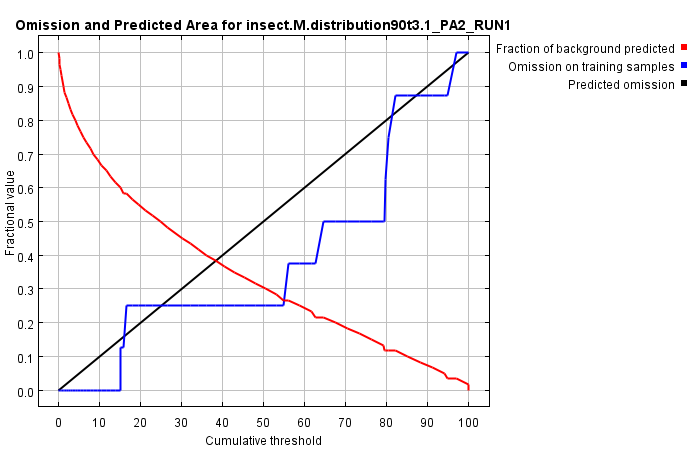 Omission and Predicted Area for insect.M.distribution90t3.1_PA2_RUN1
Fraction of background predicted
Omission on training samples
Predicted omission
1.0
0.9
0.8
0.7
0.6
0.5
0.4
0.3
0.2
0.1
0.0
Fractional value
0 10 20 30 40 50 60 70 80 90 100
Cumulative threshold